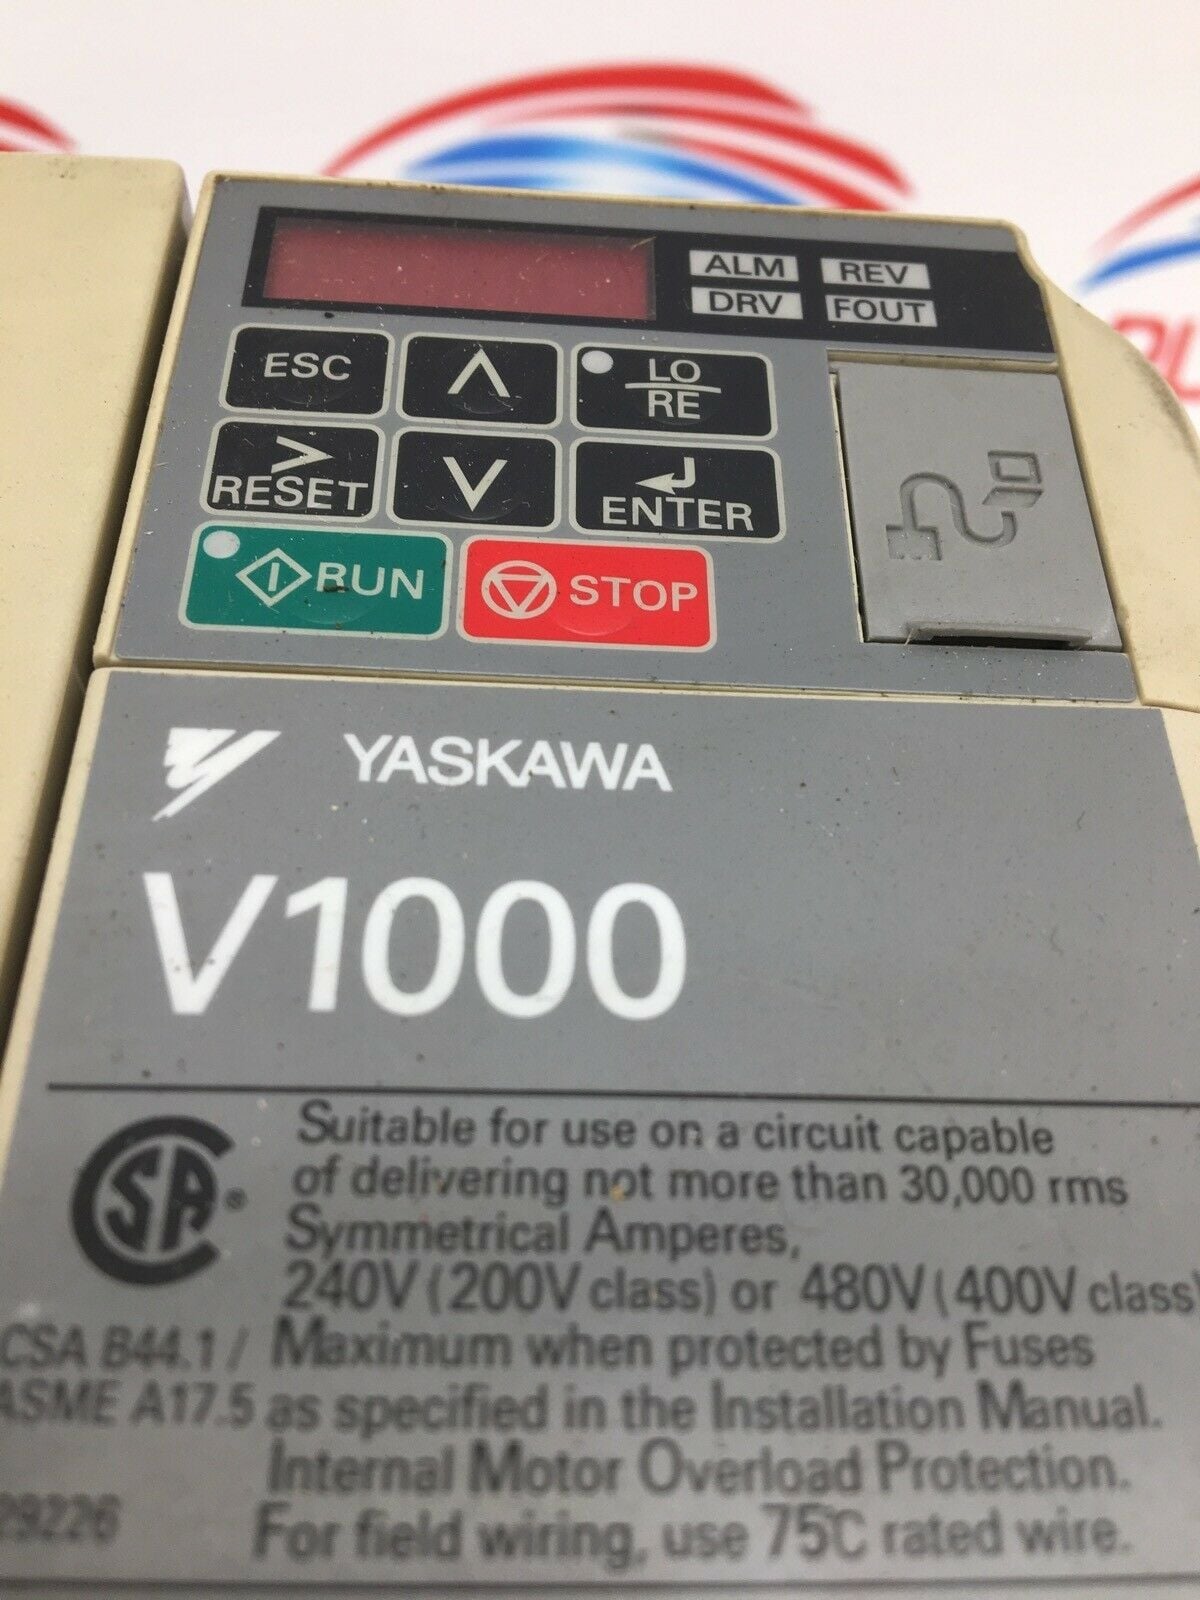 ALM REV
DRV FOUT
ESC
LO
RE
RESET
ENTER
RUN STOP
YASKAWA
V1000
Suitable for use on a circuit capable
of delivering not more than 30,000 rms
Symmetrical Amperes,
240V (200V class) or 480V (400V class)
CSA B44.1 / Maximum when protected by Fuses
ASME A17.5 as specified in the Installation Manual.
Internal Motor Overload Protection.
For field wiring, use 75C rated wire.